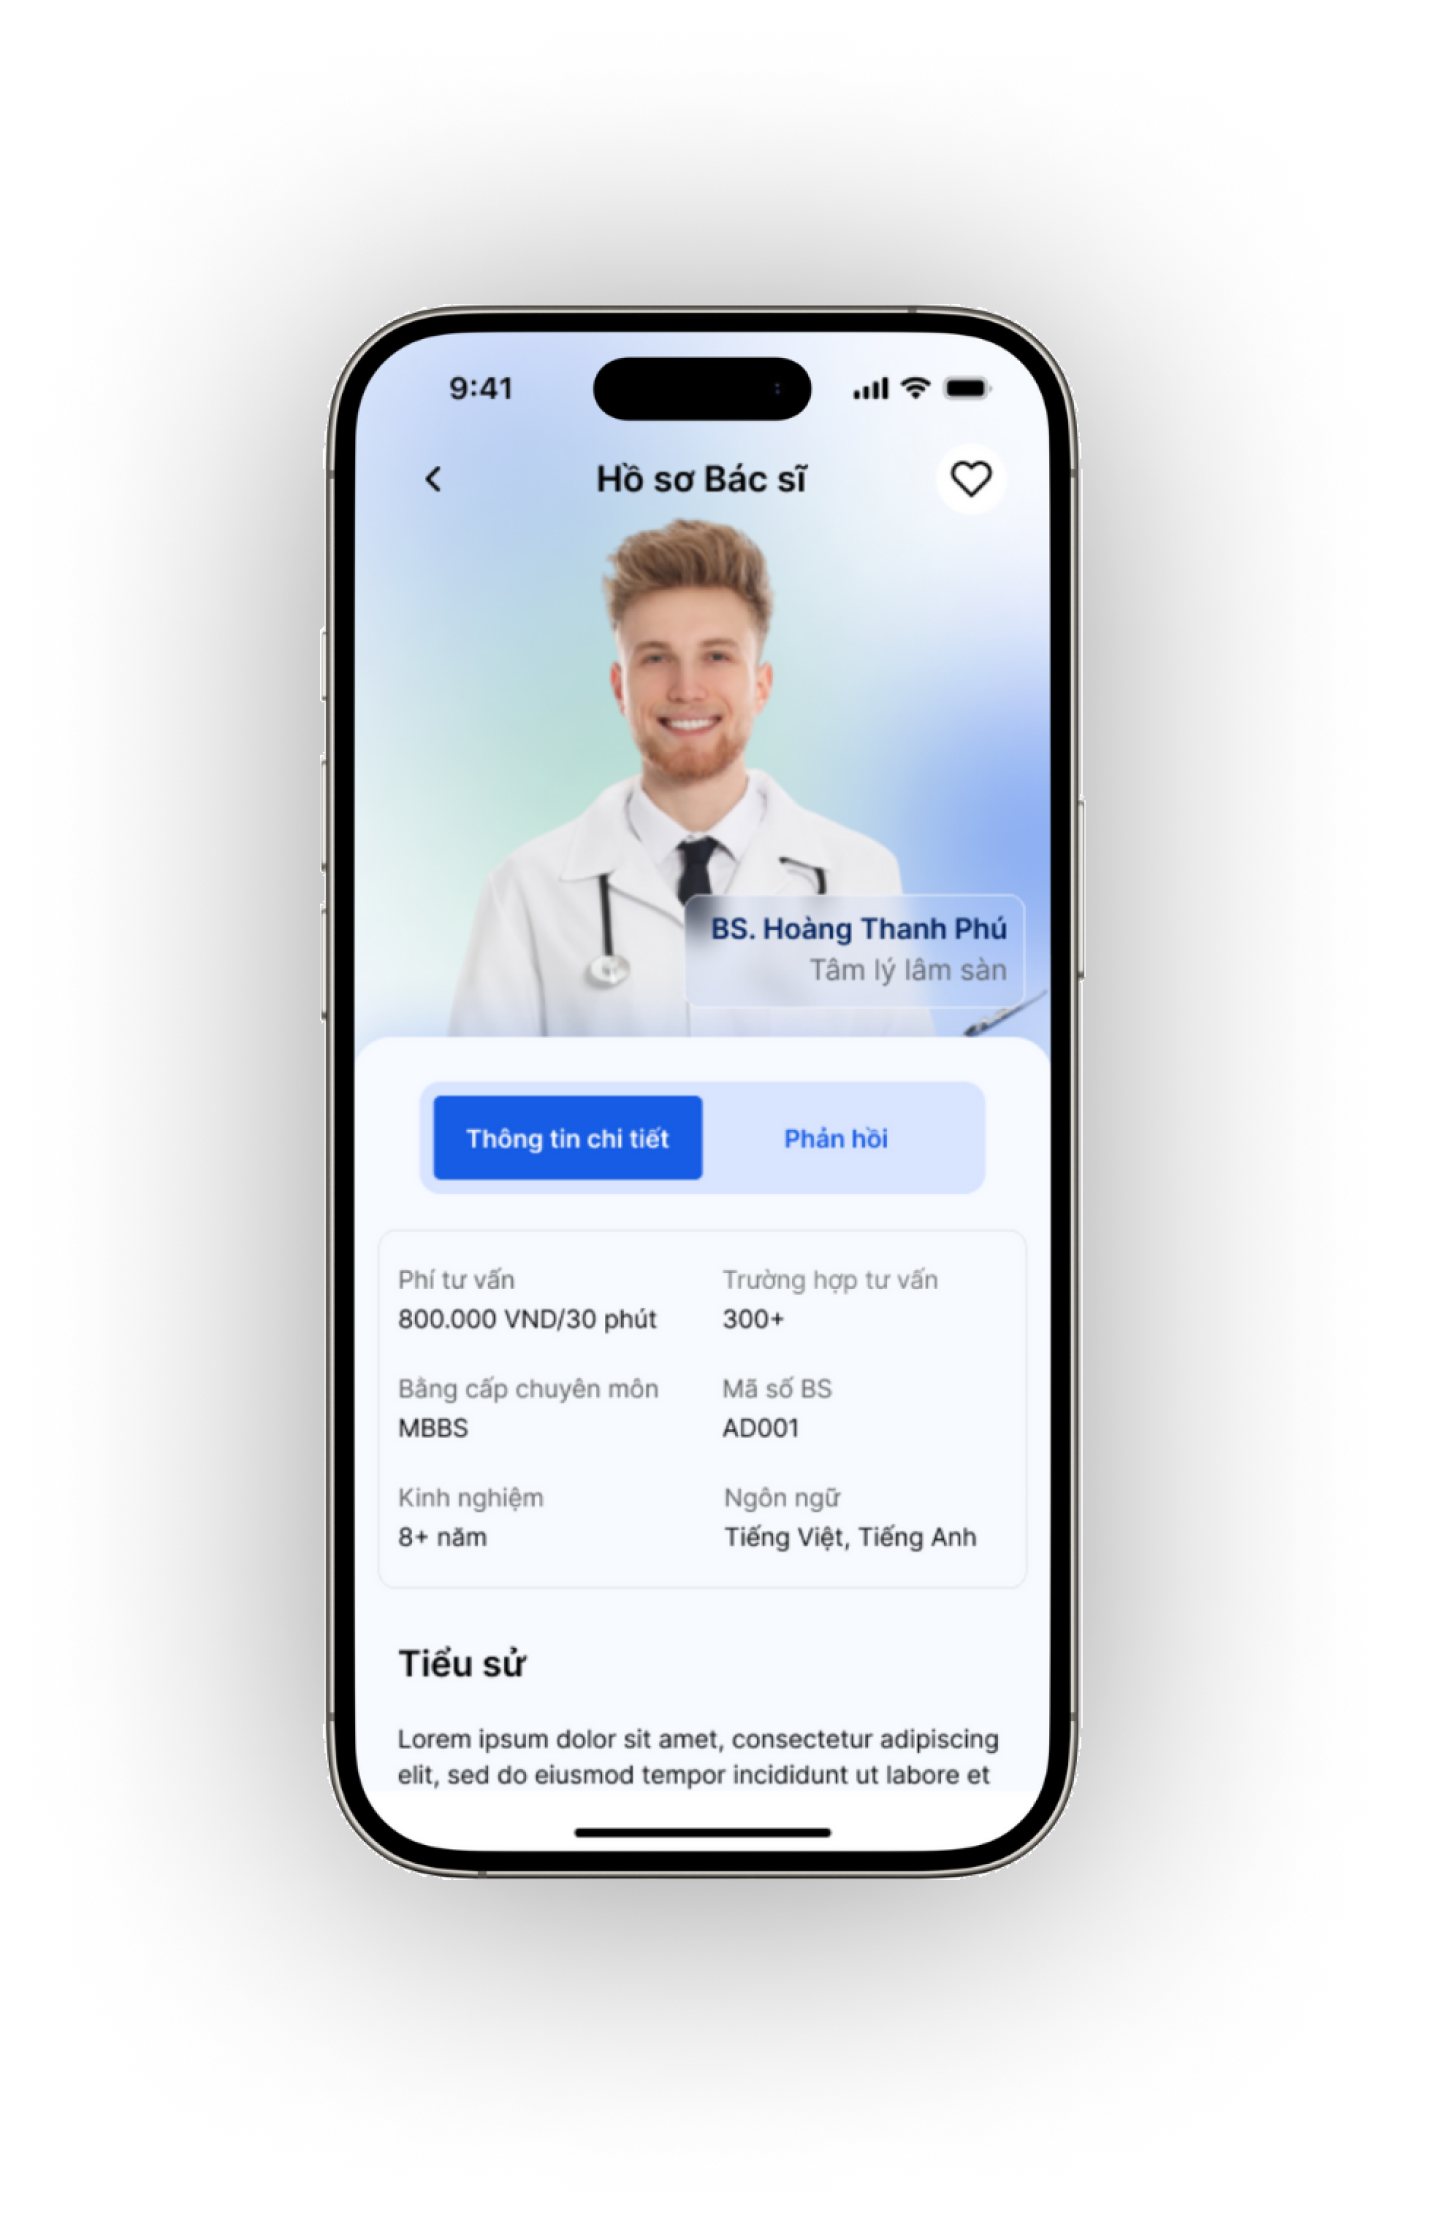 9:41
Hồ sơ Bác sĩ
BS. Hoàng Thanh Phú
Tâm lý lâm sàn
Thông tin chi tiết
Phản hồi
Phí tư vấn
800.000 VND/30 phút
Trường hợp tư vấn
300+
Bằng cấp chuyên môn
MBBS
Mã số BS
AD001
Kinh nghiệm
8+ năm
Ngôn ngữ
Tiếng Việt, Tiếng Anh
Tiểu sử
Lorem ipsum dolor sit amet, consectetur adipiscing
elit, sed do eiusmod tempor incididunt ut labore et